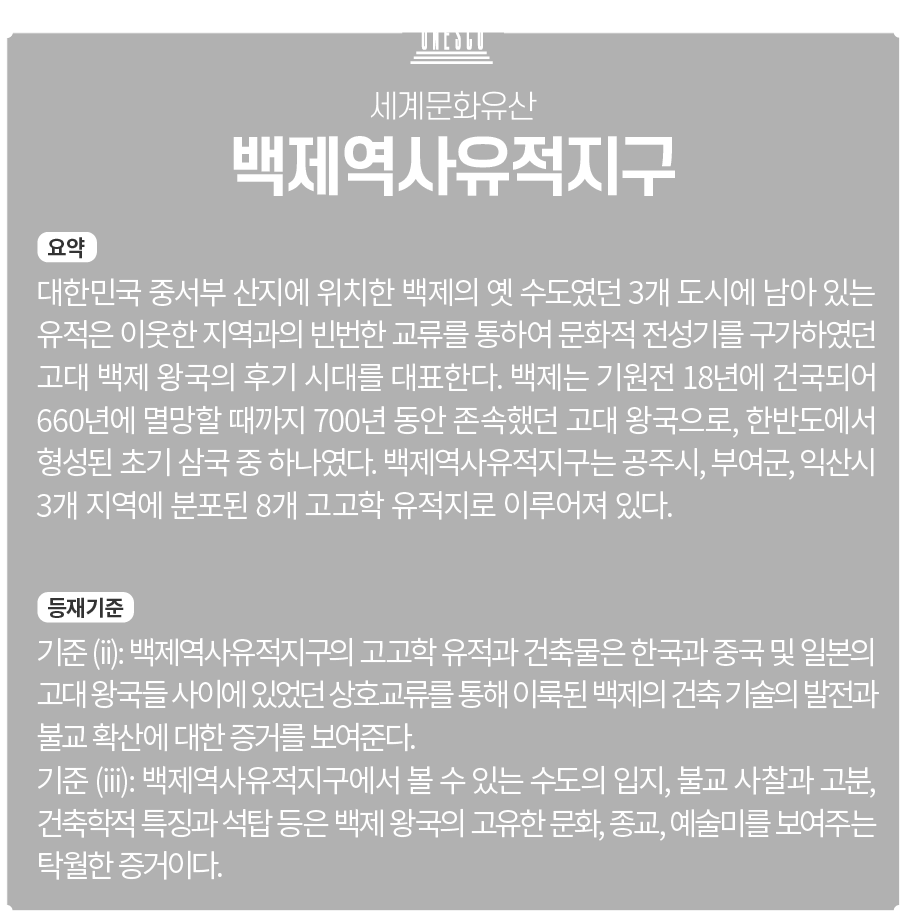 UNESCO
세계문화유산
백제역사유적지구
요약
대한민국 중서부 산지에 위치한 백제의 옛 수도였던 3개 도시에 남아 있는
유적은 이웃한 지역과의 빈번한 교류를 통하여 문화적 전성기를 구가하였던
고대 백제 왕국의 후기 시대를 대표한다. 백제는 기원전 18년에 건국되어
660년에 멸망할 때까지 700년 동안 존속했던 고대 왕국으로, 한반도에서
형성된 초기 삼국 중 하나였다. 백제역사유적지구는 공주시, 부여군, 익산시
3개 지역에 분포된 8개 고고학 유적지로 이루어져 있다.
등재기준
기준 (ii): 백제역사유적지구의 고고학 유적과 건축물은 한국과 중국 및 일본의
고대 왕국들 사이에 있었던 상호교류를 통해 이룩된 백제의 건축 기술의 발전과
불교 확산에 대한 증거를 보여준다.
기준 (iii): 백제역사유적지구에서 볼 수 있는 수도의 입지, 불교 사찰과 고분,
건축학적 특징과 석탑 등은 백제 왕국의 고유한 문화, 종교, 예술미를 보여주는
탁월한 증거이다.